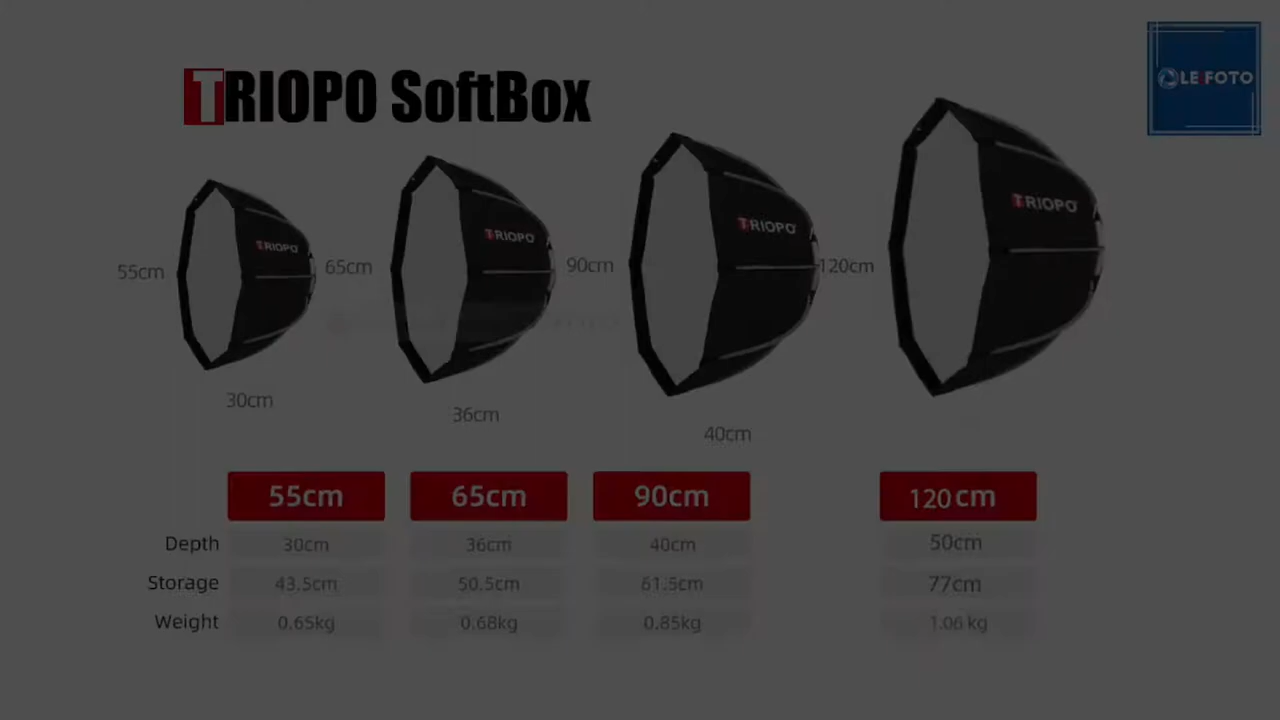 TRIOPO SoftBox
LEFOTO
TRIOPO
TRIOPO
TRIOPO
TRIOPO
55cm
65cm
90cm
120cm
30cm
36cm
40cm
55cm 65cm 90cm 120cm
Depth 30cm 36cm 40cm 50cm
Storage 43.5cm 50.5cm 61.5cm 77cm
Weight 0.65kg 0.68kg 0.85kg 1.06 kg